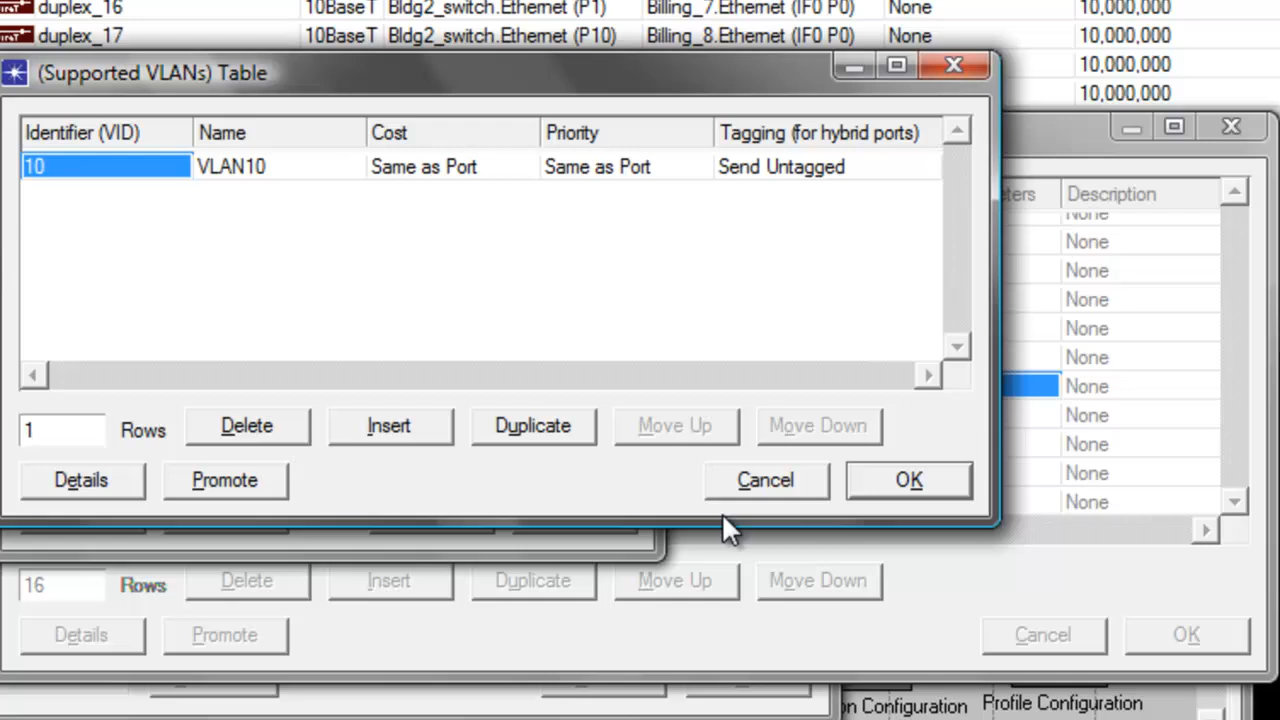 duplex_16 10BaseT Bldg2_switch.Ethernet (P1) Billing_7.Ethernet (IF0 P0) None 10,000,000
duplex_17 10BaseT Bldg2_switch.Ethernet (P10) Billing_8.Ethernet (IF0 P0) None 10,000,000
10,000,000
10,000,000
(Supported VLANs) Table
Identifier (VID) Name Cost Priority Tagging (for hybrid ports)
10 VLAN10 Same as Port Same as Port Send Untagged
1 Rows Delete Insert Duplicate Move Up Move Down
Details Promote Cancel OK
eters Description
None
None
None
None
None
None
None
None
None
None
None
16 Rows Delete Insert Duplicate Move Up Move Down
Details Promote Cancel OK
on Configuration Profile Configuration